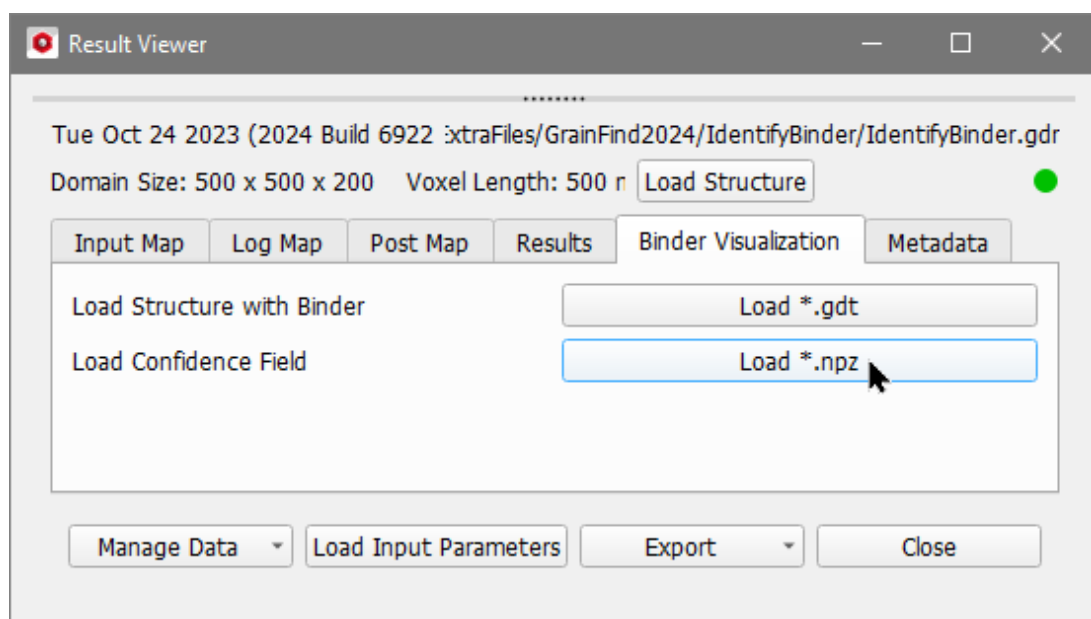 Result Viewer
Tue Oct 24 2023 (2024 Build 6922 ExtraFiles/GrainFind2024/IdentifyBinder/IdentifyBinder.gdr
Domain Size: 500 x 500 x 200 Voxel Length: 500 Load Structure
Input Map Log Map Post Map Results Binder Visualization Metadata
Load Structure with Binder Load *.gdt
Load Confidence Field Load *.npz
Manage Data Load Input Parameters Export Close